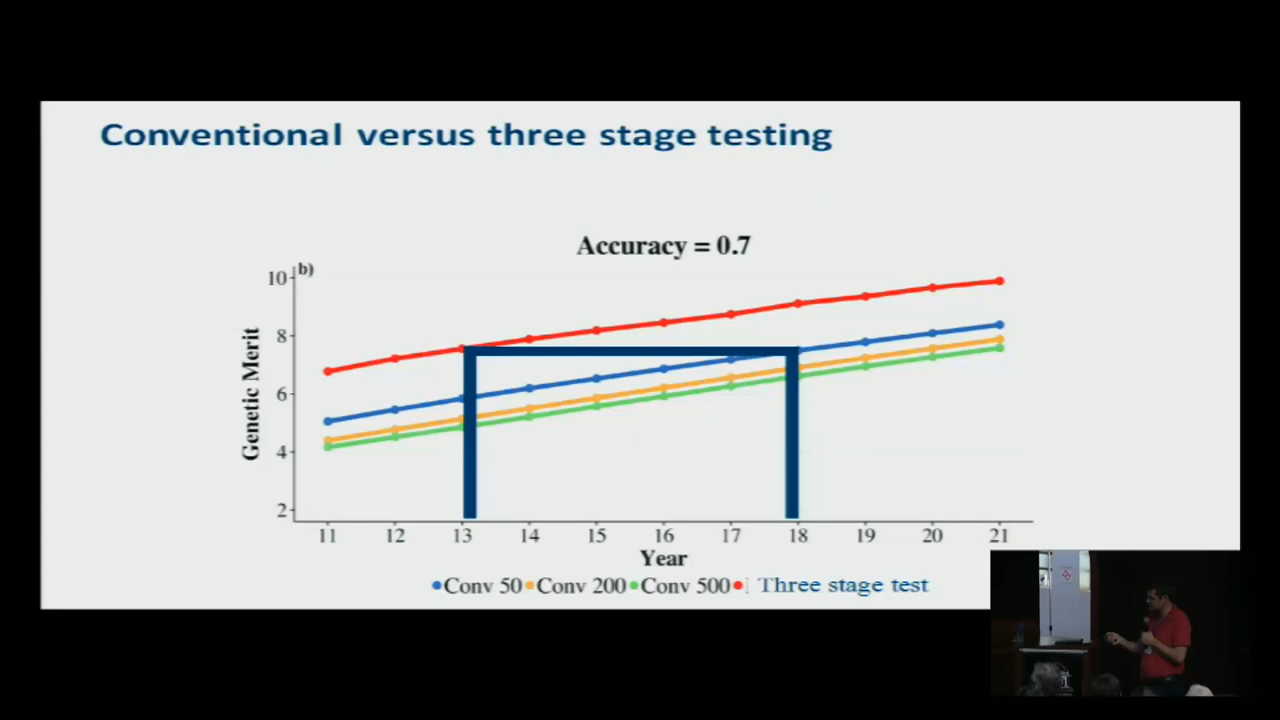 Conventional versus three stage testing
Accuracy = 0.7
b)
10
8
6
4
2
Genetic Merit
11 12 13 14 15 16 17 18 19 20 21
Year
Conv 50 Conv 200 Conv 500 Three stage test